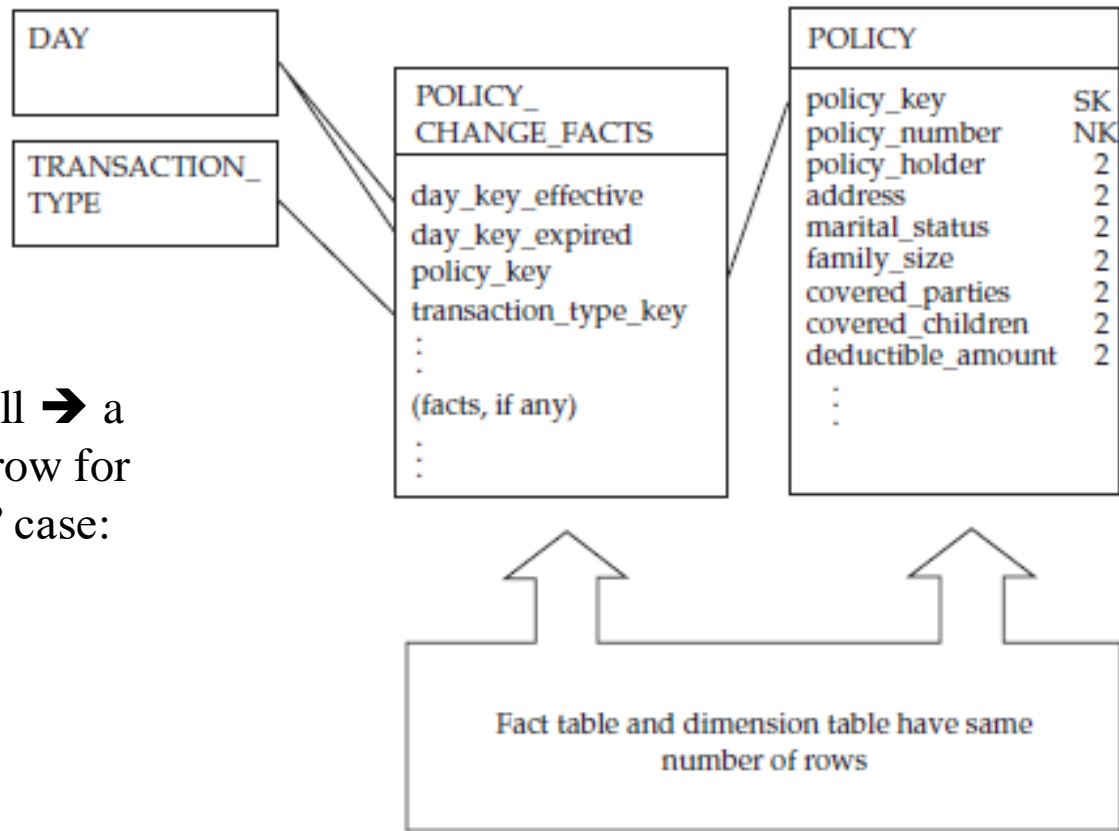 DAY
TRANSACTION_
TYPE
POLICY_
CHANGE_FACTS
day_key_effective
day_key_expired
policy_key
transaction_type_key
:
:
(facts, if any)
:
:
POLICY
policy_key SK
policy_number NK
policy_holder 2
address 2
marital_status 2
family_size 2
covered_parties 2
covered_children 2
deductible_amount 2
:
:
ll ➔ a
row for
’ case:
Fact table and dimension table have same
number of rows